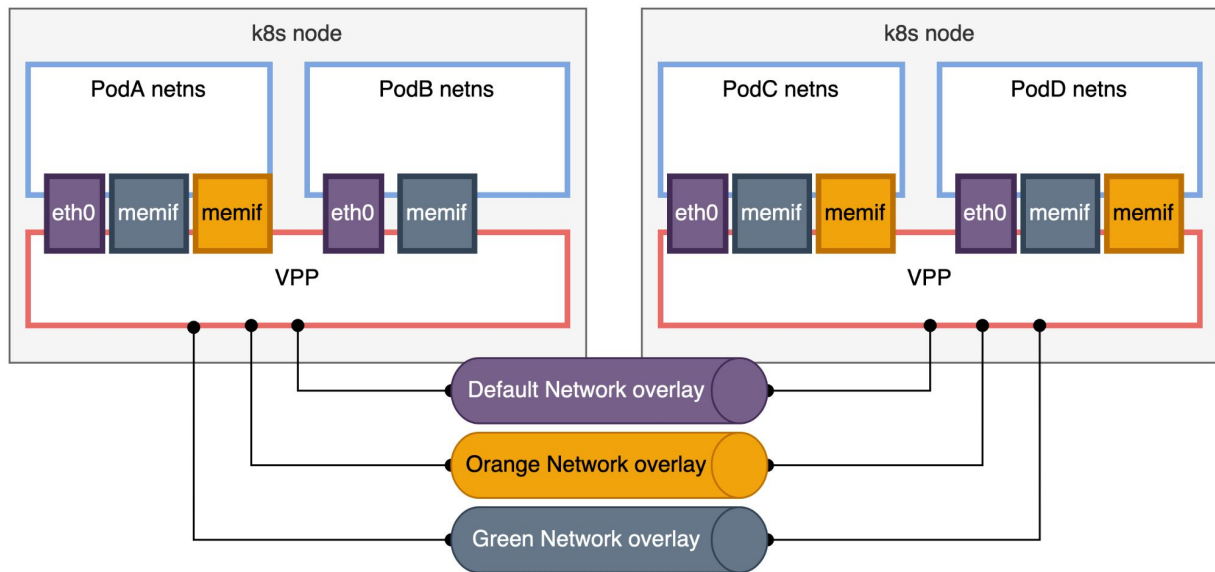 k8s node
k8s node
PodA netns
PodB netns
PodC netns
PodD netns
eth0
memif
memif
eth0
memif
eth0
memif
memif
eth0
memif
memif
VPP
VPP
Default Network overlay
Orange Network overlay
Green Network overlay